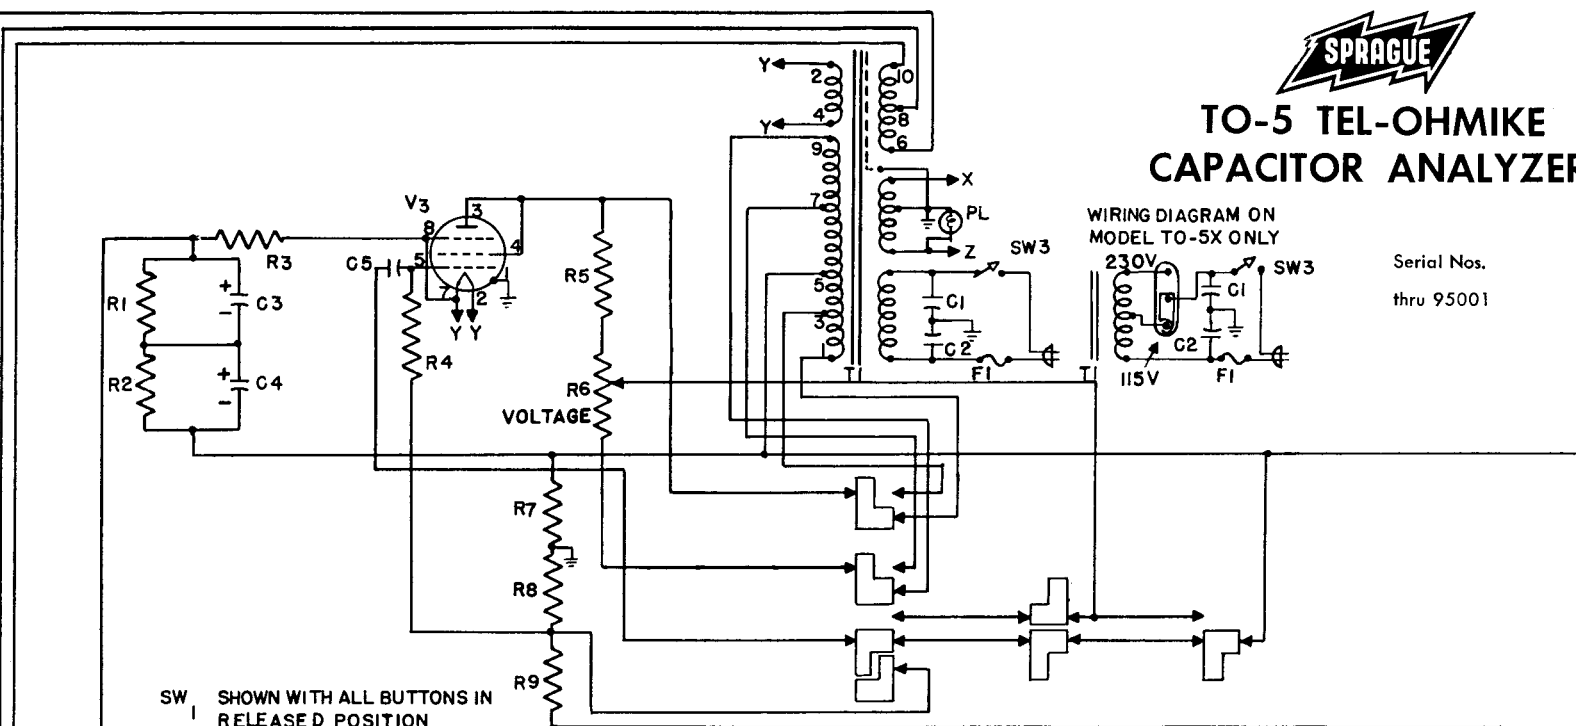 SPRAGUE
TO-5 TEL-OHMIKE
CAPACITOR ANALYZER
WIRING DIAGRAM ON
MODEL TO-5X ONLY
Serial Nos.
thru 95001
Y
2
4
Y
9
7
5
3
1
T1
10
8
6
X
PL
Z
SW3
C1
C2
F1
230V
T1
115V
C1
C2
SW3
F1
V3
8
3
4
5
1
7
2
Y Y
R3
C5
R1
C3
+
−
R2
C4
+
−
R4
R5
R6
VOLTAGE
R7
R8
R9
SW1 SHOWN WITH ALL BUTTONS IN
RELEASED POSITION